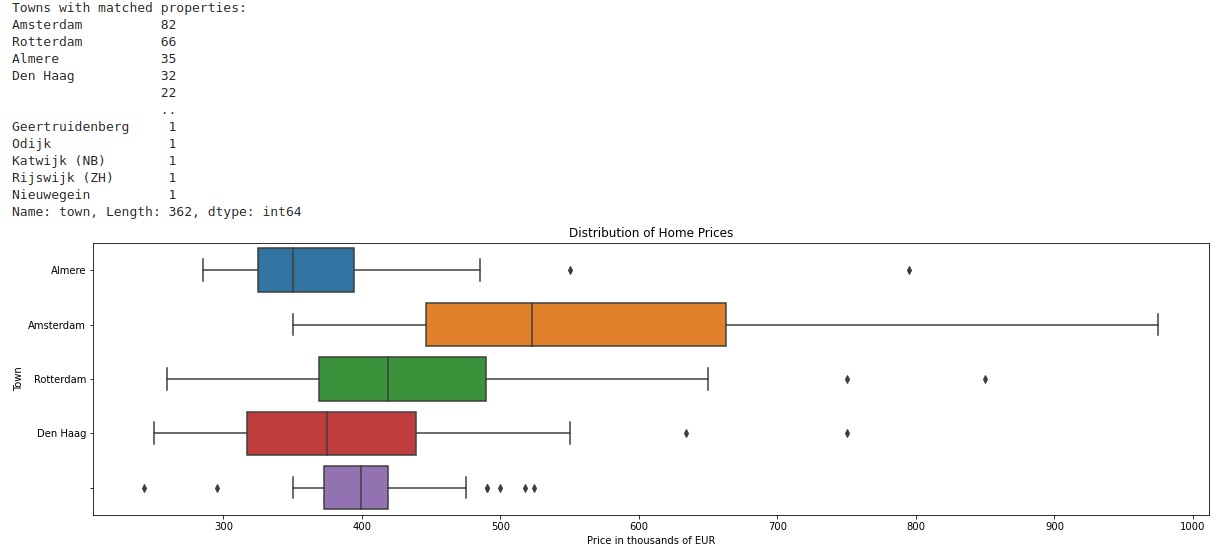 Towns with matched properties:
Amsterdam 82
Rotterdam 66
Almere 35
Den Haag 32
22
..
Geertruidenberg 1
Odijk 1
Katwijk (NB) 1
Rijswijk (ZH) 1
Nieuwegein 1
Name: town, Length: 362, dtype: int64
Distribution of Home Prices
Almere
Amsterdam
Town
Rotterdam
Den Haag
300 400 500 600 700 800 900 1000
Price in thousands of EUR